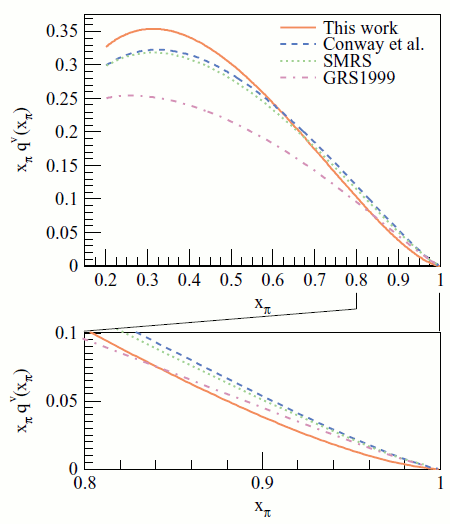 This work
Conway et al.
SMRS
GRS1999
x_π q^v(x_π)
0.35
0.3
0.25
0.2
0.15
0.1
0.05
0
0.2 0.3 0.4 0.5 0.6 0.7 0.8 0.9 1
x_π
x_π q^v(x_π)
0.1
0.05
0
0.8 0.9 1
x_π